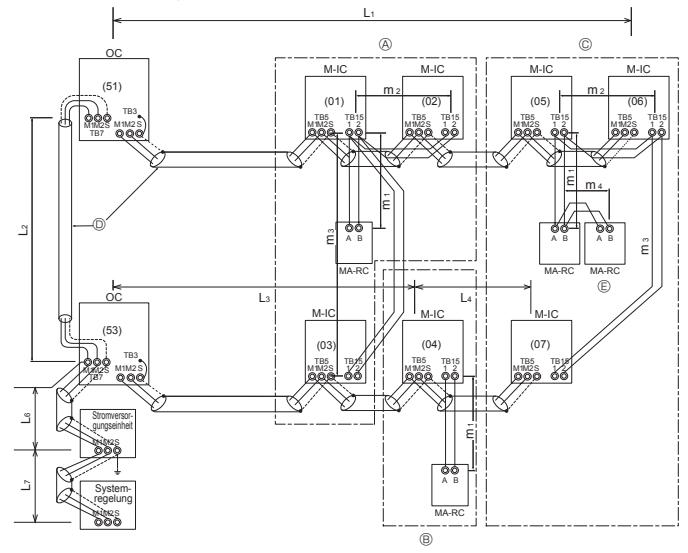 L1
Ⓐ
Ⓒ
OC
M-IC
M-IC
M-IC
M-IC
(51)
(01)
m2
(02)
(05)
m2
(06)
TB3
TB5
TB15
TB5
TB15
TB5
TB15
TB5
TB15
M1M2S
M1M2S
M1M2S
1 2
M1M2S
1 2
M1M2S
1 2
M1M2S
1 2
TB7
m1
m1
m4
m3
m3
L2
Ⓓ
A B
A B
A B
MA-RC
MA-RC
MA-RC
Ⓔ
OC
L3
L4
M-IC
M-IC
M-IC
(53)
(03)
(04)
(07)
TB3
TB5
TB15
TB5
TB15
TB5
TB15
M1M2S
M1M2S
M1M2S
1 2
M1M2S
1 2
M1M2S
1 2
TB7
L6
Stromversor-
gungseinheit
M1M2S
m1
L7
System-
regelung
M1M2S
A B
MA-RC
Ⓑ